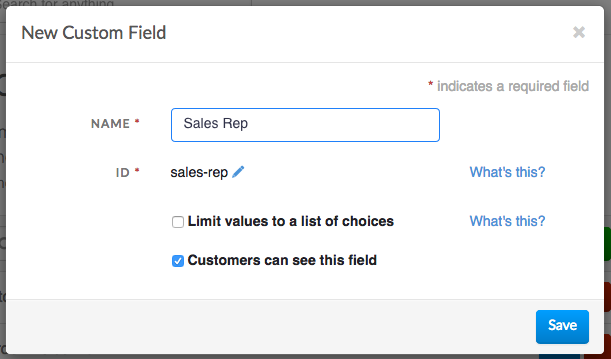 Search for anything
New Custom Field ×
* indicates a required field
NAME * Sales Rep
ID * sales-rep What's this?
Limit values to a list of choices What's this?
Customers can see this field
Save